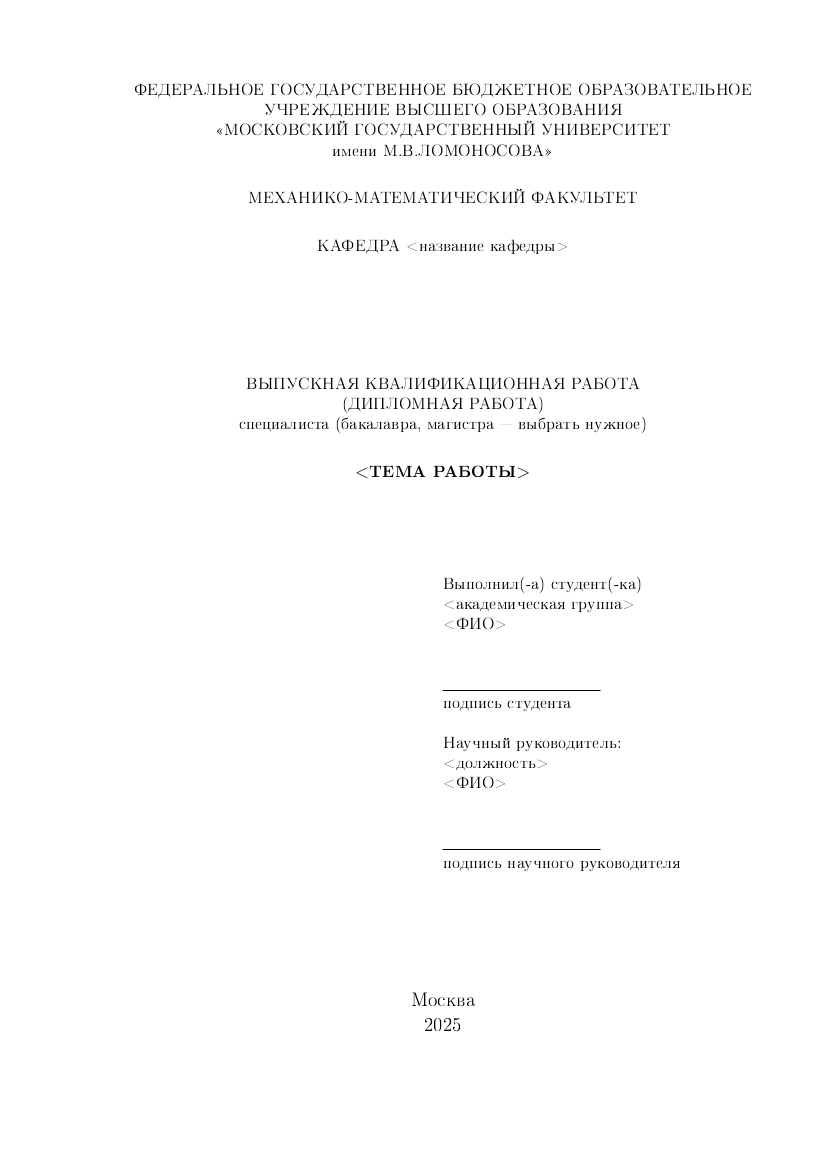 ФЕДЕРАЛЬНОЕ ГОСУДАРСТВЕННОЕ БЮДЖЕТНОЕ ОБРАЗОВАТЕЛЬНОЕ
УЧРЕЖДЕНИЕ ВЫСШЕГО ОБРАЗОВАНИЯ
«МОСКОВСКИЙ ГОСУДАРСТВЕННЫЙ УНИВЕРСИТЕТ
имени М.В.ЛОМОНОСОВА»
МЕХАНИКО-МАТЕМАТИЧЕСКИЙ ФАКУЛЬТЕТ
КАФЕДРА <название кафедры>
ВЫПУСКНАЯ КВАЛИФИКАЦИОННАЯ РАБОТА
(ДИПЛОМНАЯ РАБОТА)
специалиста (бакалавра, магистра — выбрать нужное)
<ТЕМА РАБОТЫ>
Выполнил(-а) студент(-ка)
<академическая группа>
<ФИО>
подпись студента
Научный руководитель:
<должность>
<ФИО>
подпись научного руководителя
Москва
2025